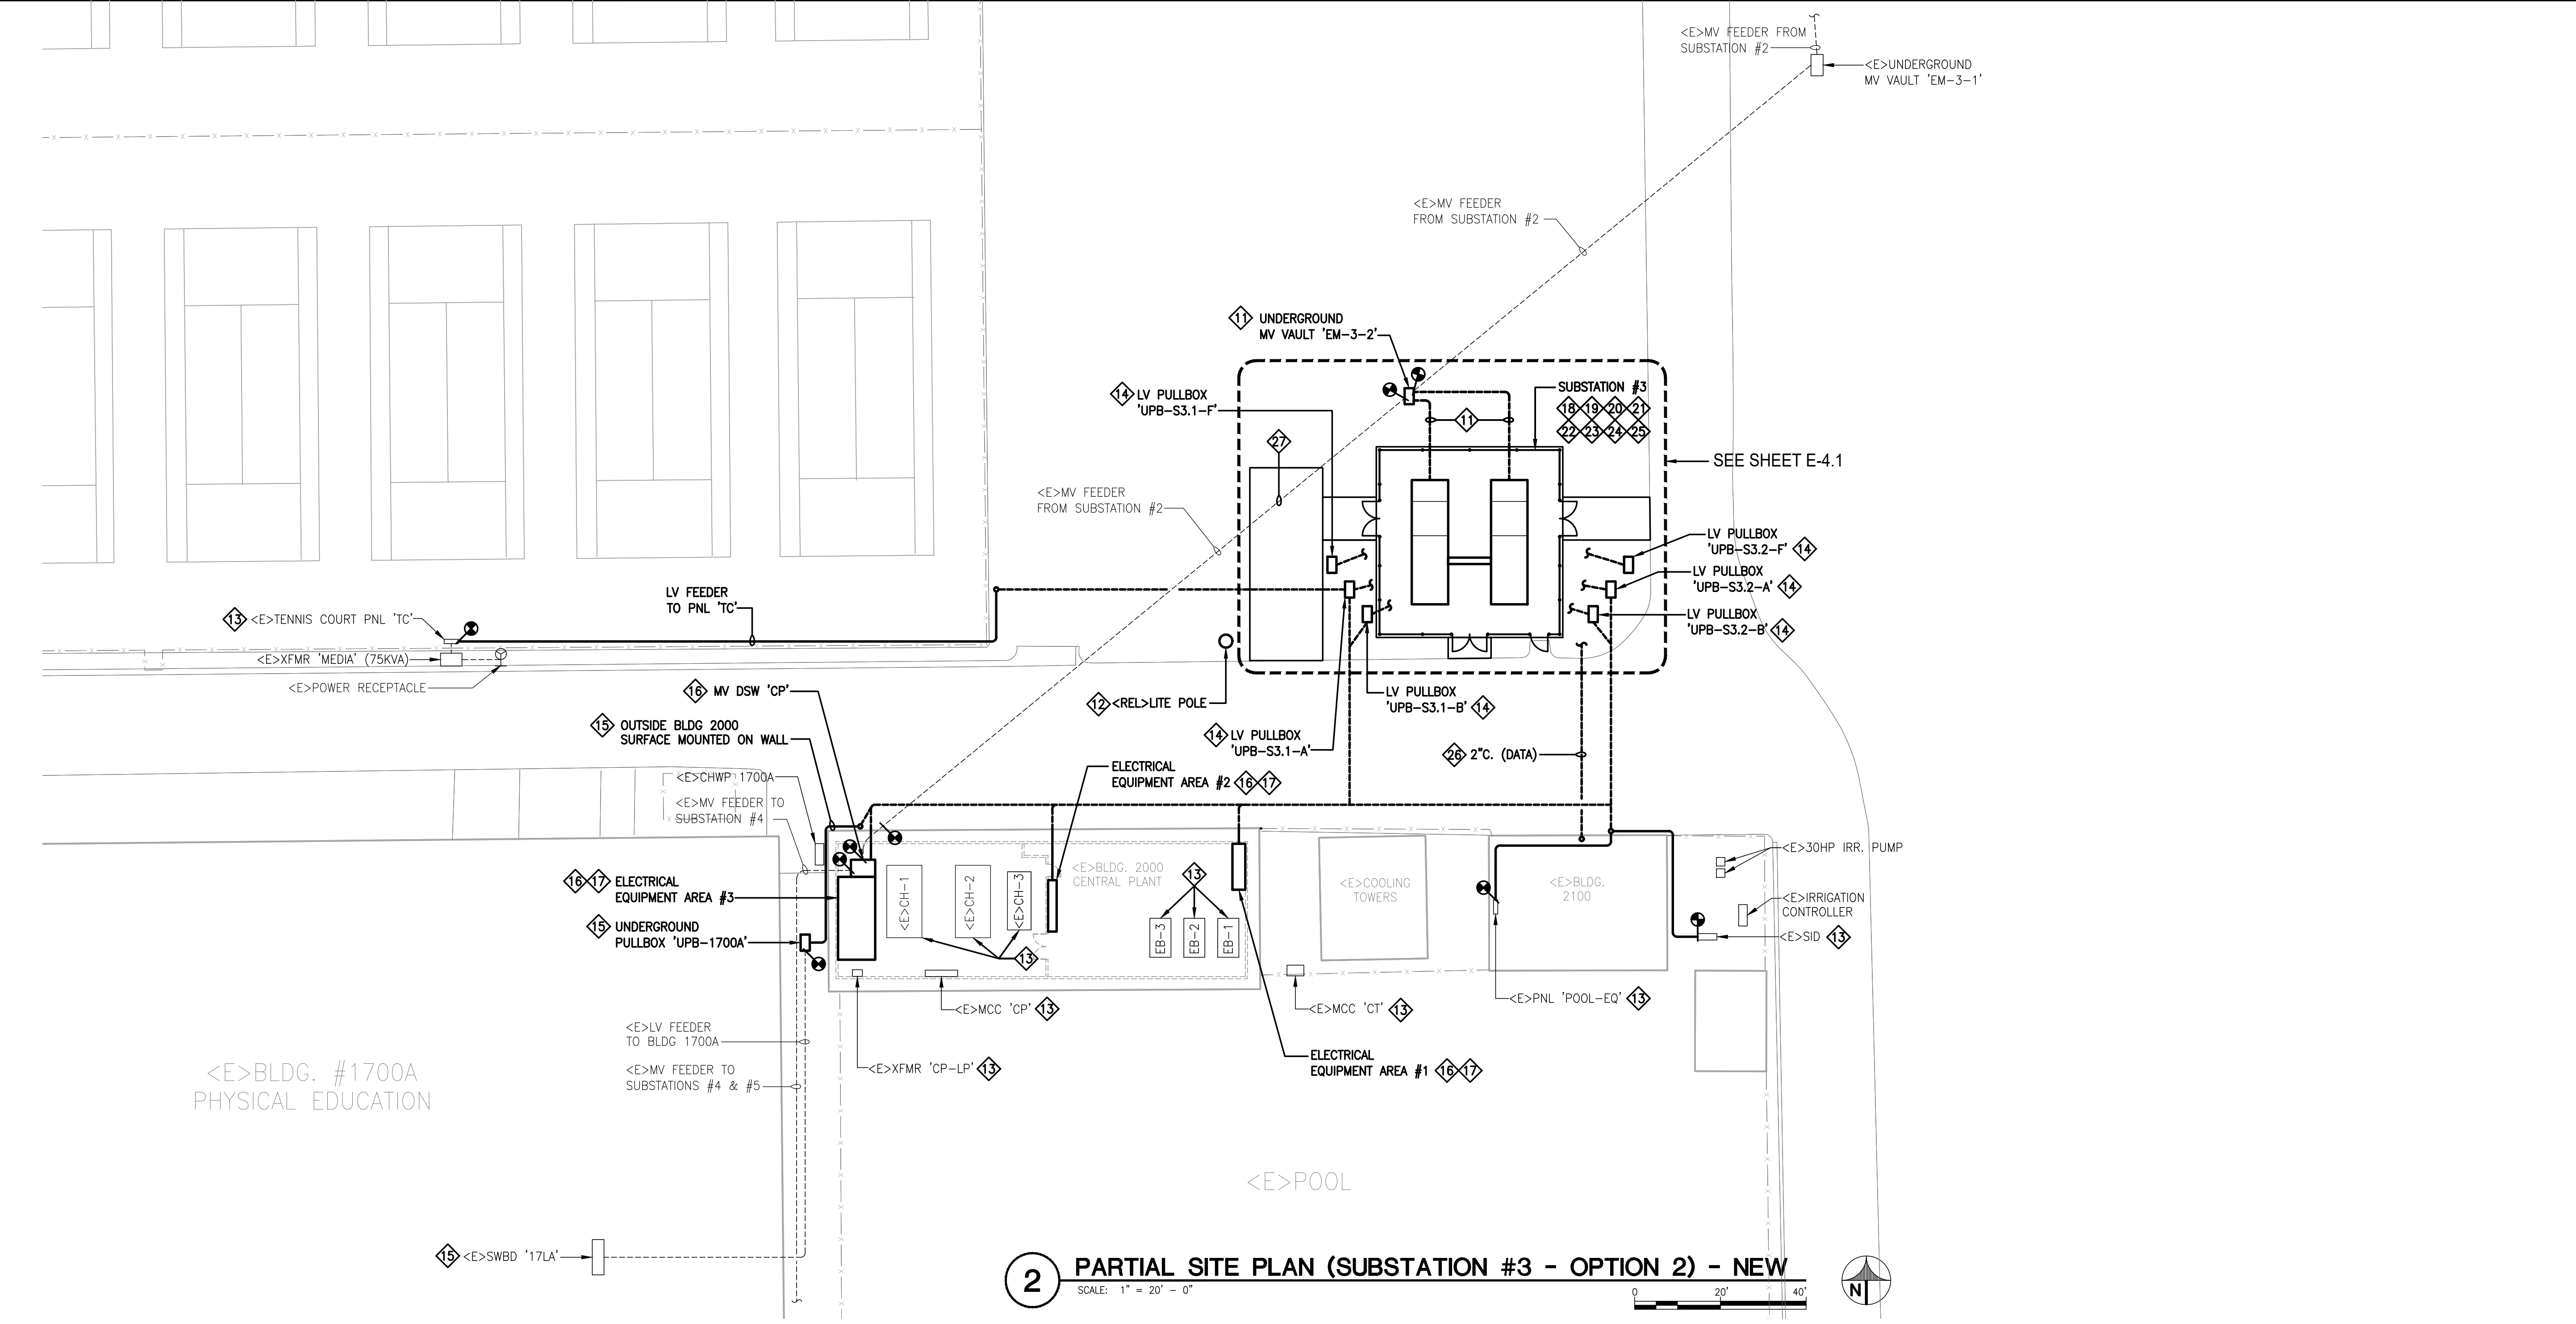 <E>MV FEEDER FROM
SUBSTATION #2
<E>UNDERGROUND
MV VAULT 'EM-3-1'
<E>MV FEEDER
FROM SUBSTATION #2
11 UNDERGROUND
MV VAULT 'EM-3-2'
14 LV PULLBOX
'UPB-S3.1-F'
SUBSTATION #3
18 19 20 21
22 23 24 25
11
27
SEE SHEET E-4.1
<E>MV FEEDER
FROM SUBSTATION #2
LV PULLBOX
'UPB-S3.2-F' 14
LV PULLBOX
'UPB-S3.2-A' 14
LV PULLBOX
'UPB-S3.2-B' 14
LV FEEDER
TO PNL 'TC'
13 <E>TENNIS COURT PNL 'TC'
<E>XFMR 'MEDIA' (75KVA)
<E>POWER RECEPTACLE
16 MV DSW 'CP'
12 <REL>LITE POLE
LV PULLBOX
'UPB-S3.1-B' 14
15 OUTSIDE BLDG 2000
SURFACE MOUNTED ON WALL
14 LV PULLBOX
'UPB-S3.1-A'
26 2"C. (DATA)
ELECTRICAL
EQUIPMENT AREA #2 16 17
<E>CHWP 1700A
<E>MV FEEDER TO
SUBSTATION #4
<E>30HP IRR. PUMP
<E>BLDG. 2000
CENTRAL PLANT
13
<E>COOLING
TOWERS
<E>BLDG.
2100
16 17 ELECTRICAL
EQUIPMENT AREA #3
<E>CH-1
<E>CH-2
<E>CH-3
<E>IRRIGATION
CONTROLLER
15 UNDERGROUND
PULLBOX 'UPB-1700A'
EB-3
EB-2
EB-1
<E>SID 13
13
<E>MCC 'CP' 13
<E>MCC 'CT' 13
<E>PNL 'POOL-EQ' 13
<E>LV FEEDER
TO BLDG 1700A
<E>XFMR 'CP-LP' 13
ELECTRICAL
EQUIPMENT AREA #1 16 17
<E>MV FEEDER TO
SUBSTATIONS #4 & #5
<E>BLDG. #1700A
PHYSICAL EDUCATION
<E>POOL
15 <E>SWBD '17LA'
2 PARTIAL SITE PLAN (SUBSTATION #3 - OPTION 2) - NEW
SCALE: 1" = 20' - 0"
0 20' 40'
N